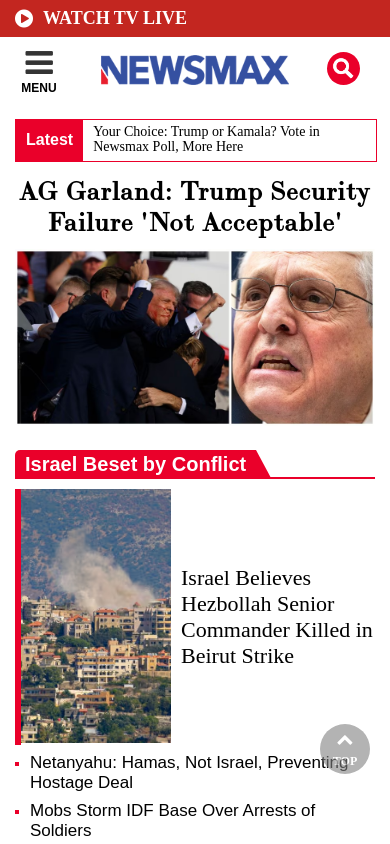 WATCH TV LIVE
MENU
NEWSMAX
Latest
Your Choice: Trump or Kamala? Vote in
Newsmax Poll, More Here
AG Garland: Trump Security
Failure 'Not Acceptable'
Israel Beset by Conflict
Israel Believes
Hezbollah Senior
Commander Killed in
Beirut Strike
TOP
Netanyahu: Hamas, Not Israel, Preventing
Hostage Deal
Mobs Storm IDF Base Over Arrests of
Soldiers